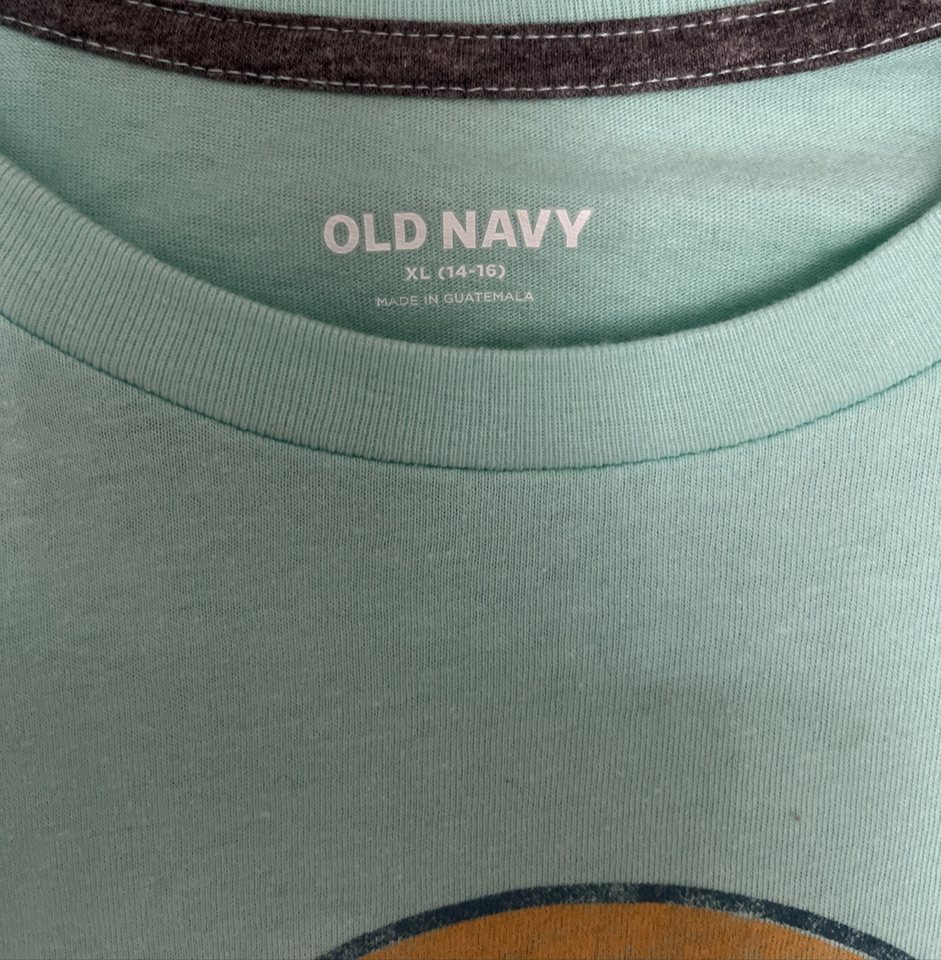 OLD NAVY
XL (14-16)
MADE IN GUATEMALA